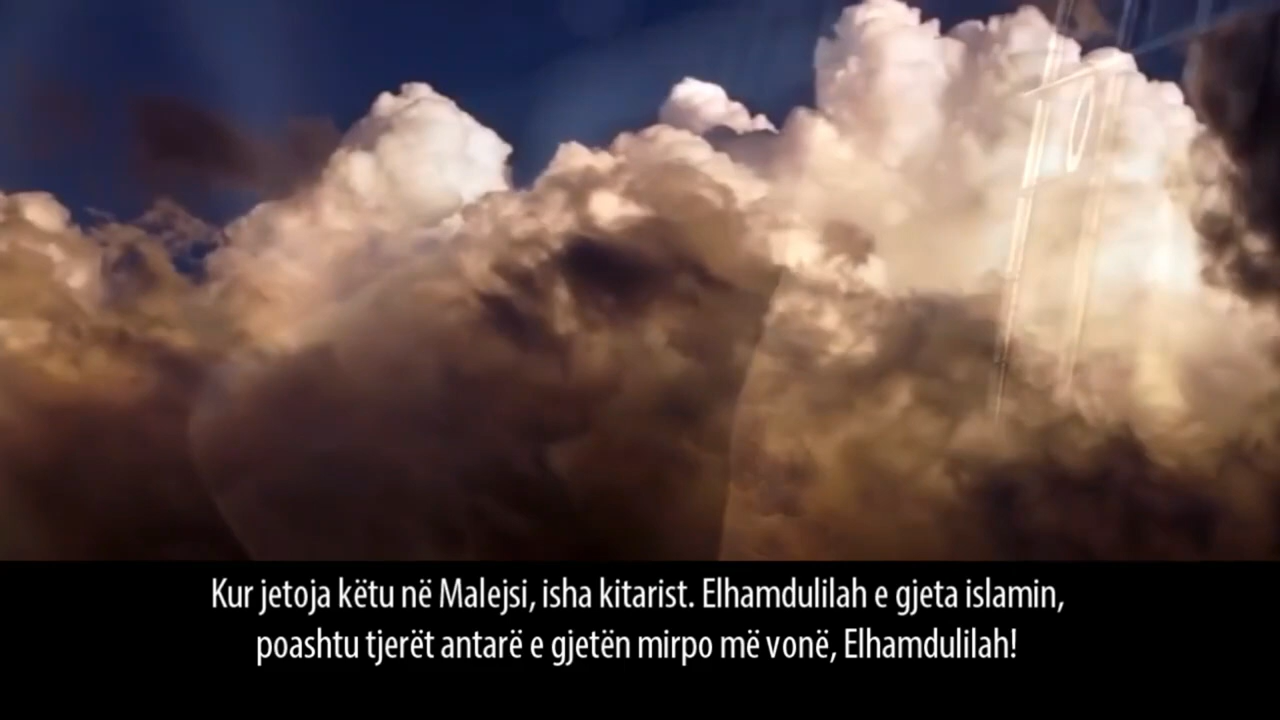 Kur jetoja këtu në Malejsi, isha kitarist. Elhamdulilah e gjeta islamin,
poashtu tjerët antarë e gjetën mirpo më vonë, Elhamdulilah!